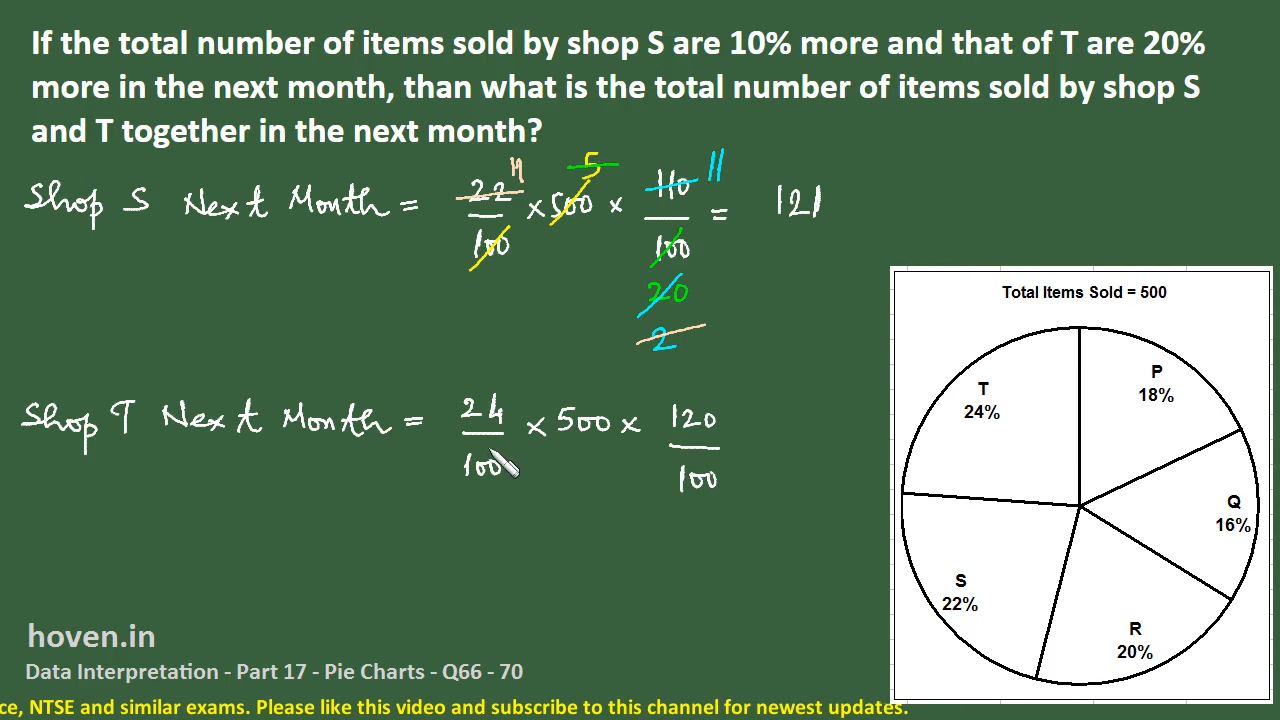 If the total number of items sold by shop S are 10% more and that of T are 20%
more in the next month, than what is the total number of items sold by shop S
and T together in the next month?
11 5 11
Shop S Next Month = 22/100 × 500 × 110/100 = 121
20
2
Total Items Sold = 500
P
18%
T
24%
Shop T Next Month = 24/100 × 500 × 120/100
Q
16%
S
22%
R
20%
hoven.in
Data Interpretation - Part 17 - Pie Charts - Q66 - 70
ce, NTSE and similar exams. Please like this video and subscribe to this channel for newest updates.